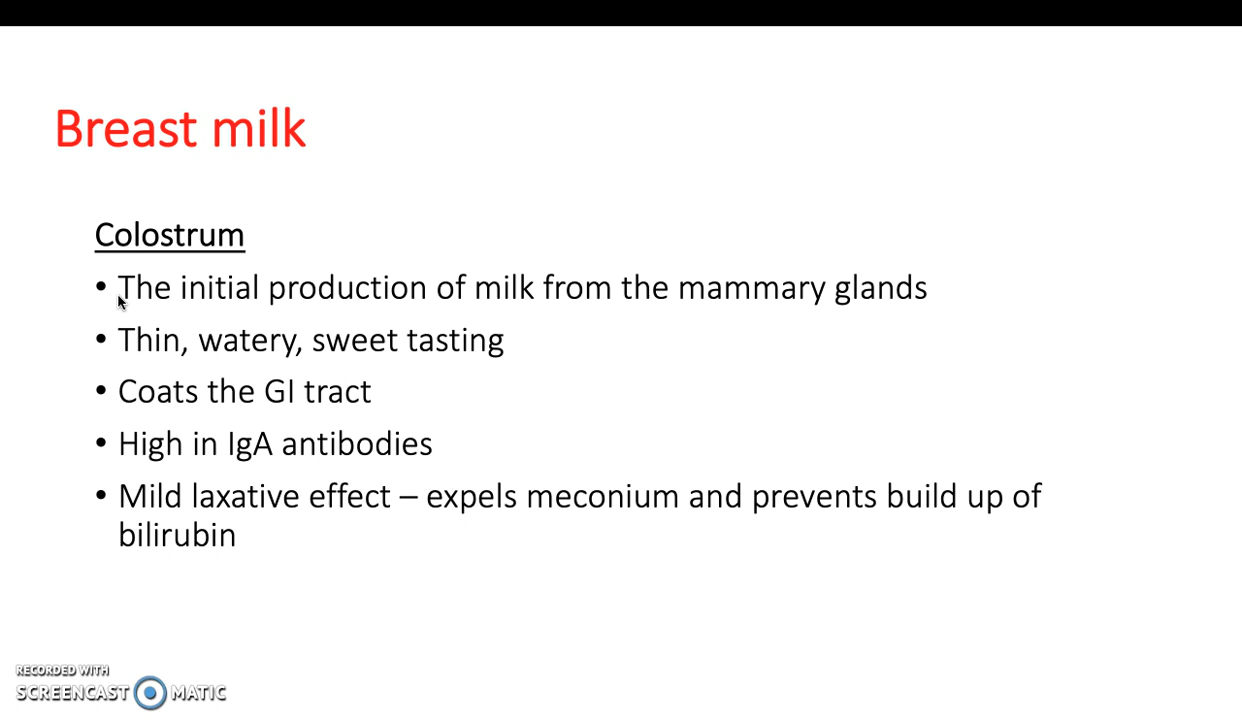 Breast milk
Colostrum
• The initial production of milk from the mammary glands
• Thin, watery, sweet tasting
• Coats the GI tract
• High in IgA antibodies
• Mild laxative effect – expels meconium and prevents build up of
bilirubin
RECORDED WITH
SCREENCAST MATIC